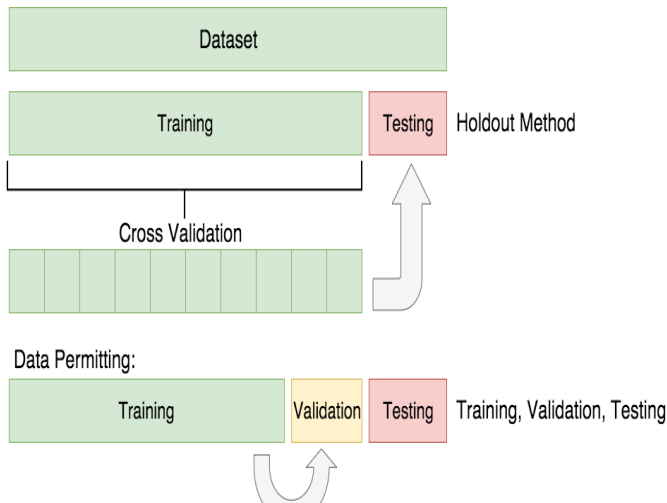 Dataset
Training
Testing
Holdout Method
Cross Validation
Data Permitting:
Training
Validation
Testing
Training, Validation, Testing